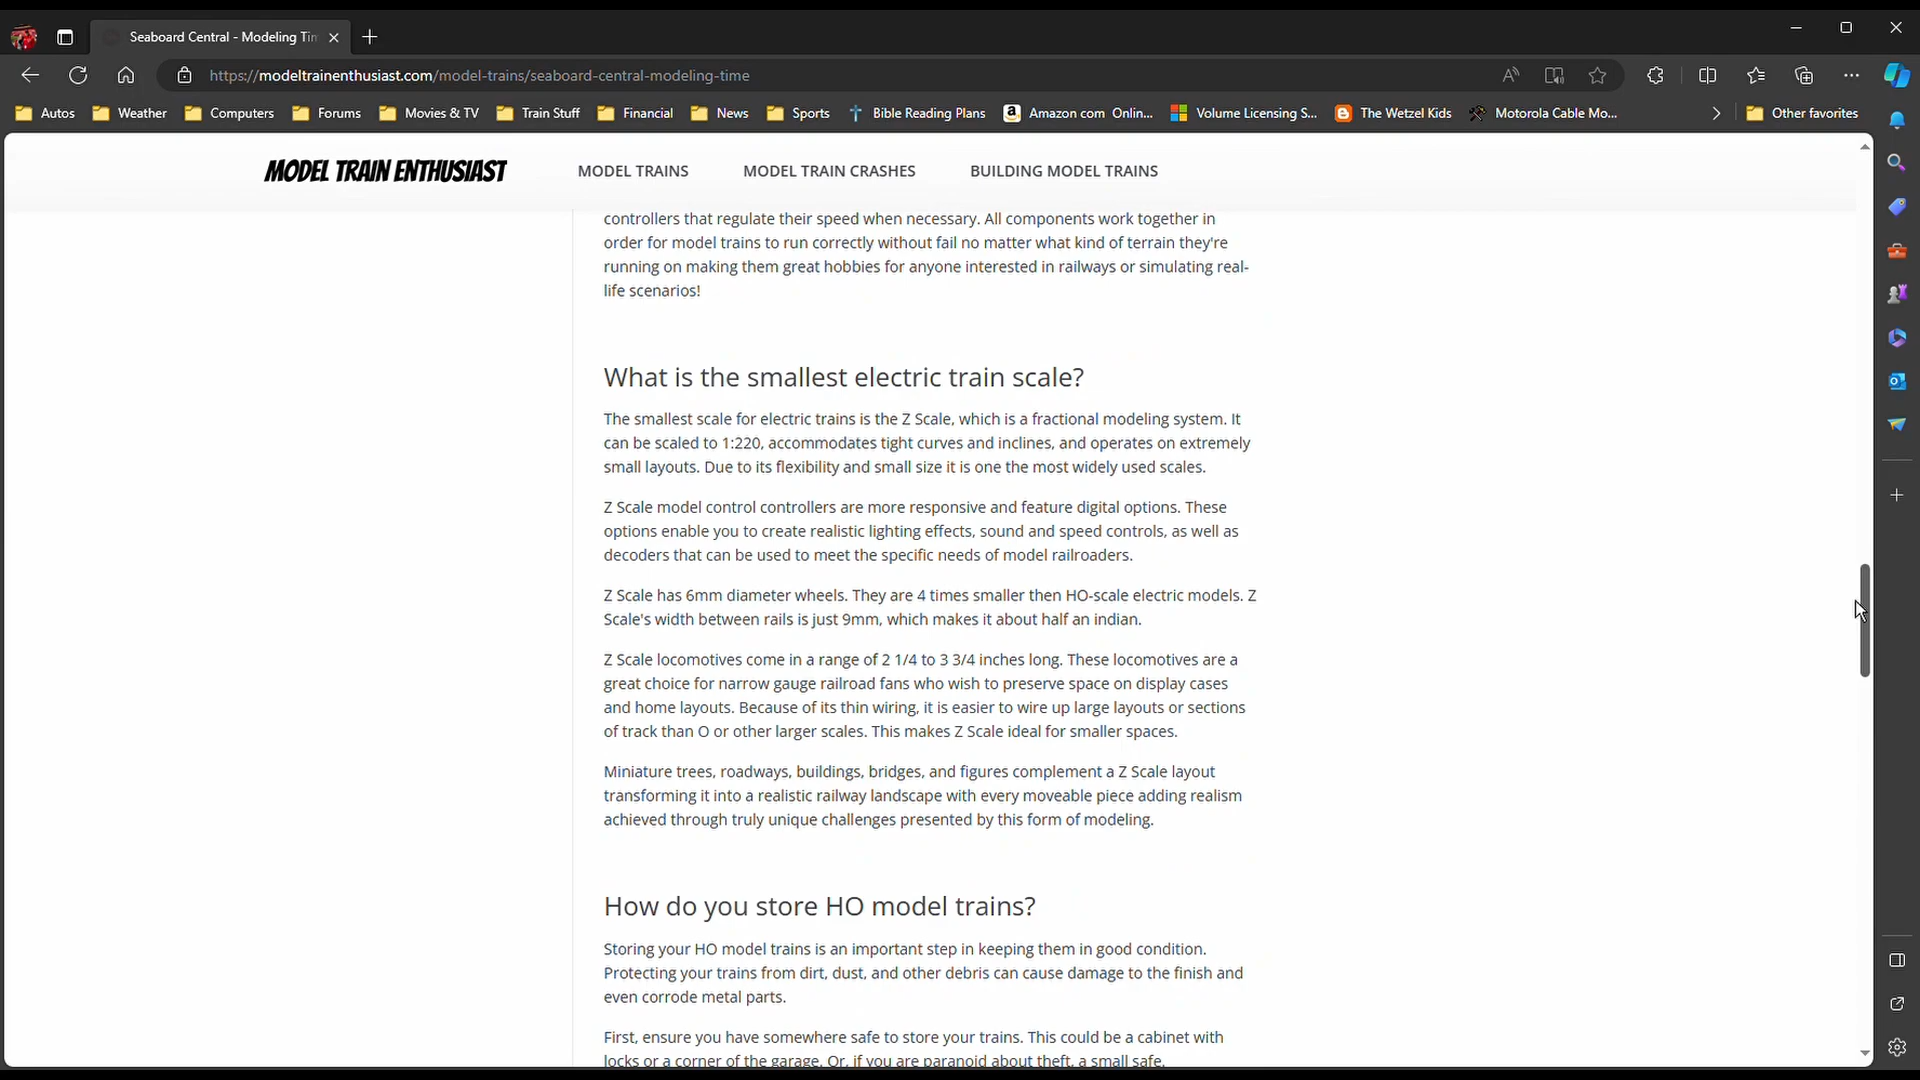 Seaboard Central - Modeling Tim
https://modeltrainenthusiast.com/model-trains/seaboard-central-modeling-time
Autos Weather Computers Forums Movies & TV Train Stuff Financial News Sports Bible Reading Plans Amazon com Onlin... Volume Licensing S... The Wetzel Kids Motorola Cable Mo... Other favorites
MODEL TRAIN ENTHUSIAST MODEL TRAINS MODEL TRAIN CRASHES BUILDING MODEL TRAINS
controllers that regulate their speed when necessary. All components work together in
order for model trains to run correctly without fail no matter what kind of terrain they're
running on making them great hobbies for anyone interested in railways or simulating real-
life scenarios!
What is the smallest electric train scale?
The smallest scale for electric trains is the Z Scale, which is a fractional modeling system. It
can be scaled to 1:220, accommodates tight curves and inclines, and operates on extremely
small layouts. Due to its flexibility and small size it is one the most widely used scales.
Z Scale model control controllers are more responsive and feature digital options. These
options enable you to create realistic lighting effects, sound and speed controls, as well as
decoders that can be used to meet the specific needs of model railroaders.
Z Scale has 6mm diameter wheels. They are 4 times smaller then HO-scale electric models. Z
Scale's width between rails is just 9mm, which makes it about half an indian.
Z Scale locomotives come in a range of 2 1/4 to 3 3/4 inches long. These locomotives are a
great choice for narrow gauge railroad fans who wish to preserve space on display cases
and home layouts. Because of its thin wiring, it is easier to wire up large layouts or sections
of track than O or other larger scales. This makes Z Scale ideal for smaller spaces.
Miniature trees, roadways, buildings, bridges, and figures complement a Z Scale layout
transforming it into a realistic railway landscape with every moveable piece adding realism
achieved through truly unique challenges presented by this form of modeling.
How do you store HO model trains?
Storing your HO model trains is an important step in keeping them in good condition.
Protecting your trains from dirt, dust, and other debris can cause damage to the finish and
even corrode metal parts.
First, ensure you have somewhere safe to store your trains. This could be a cabinet with
locks or a corner of the garage. Or, if you are paranoid about theft, a small safe.